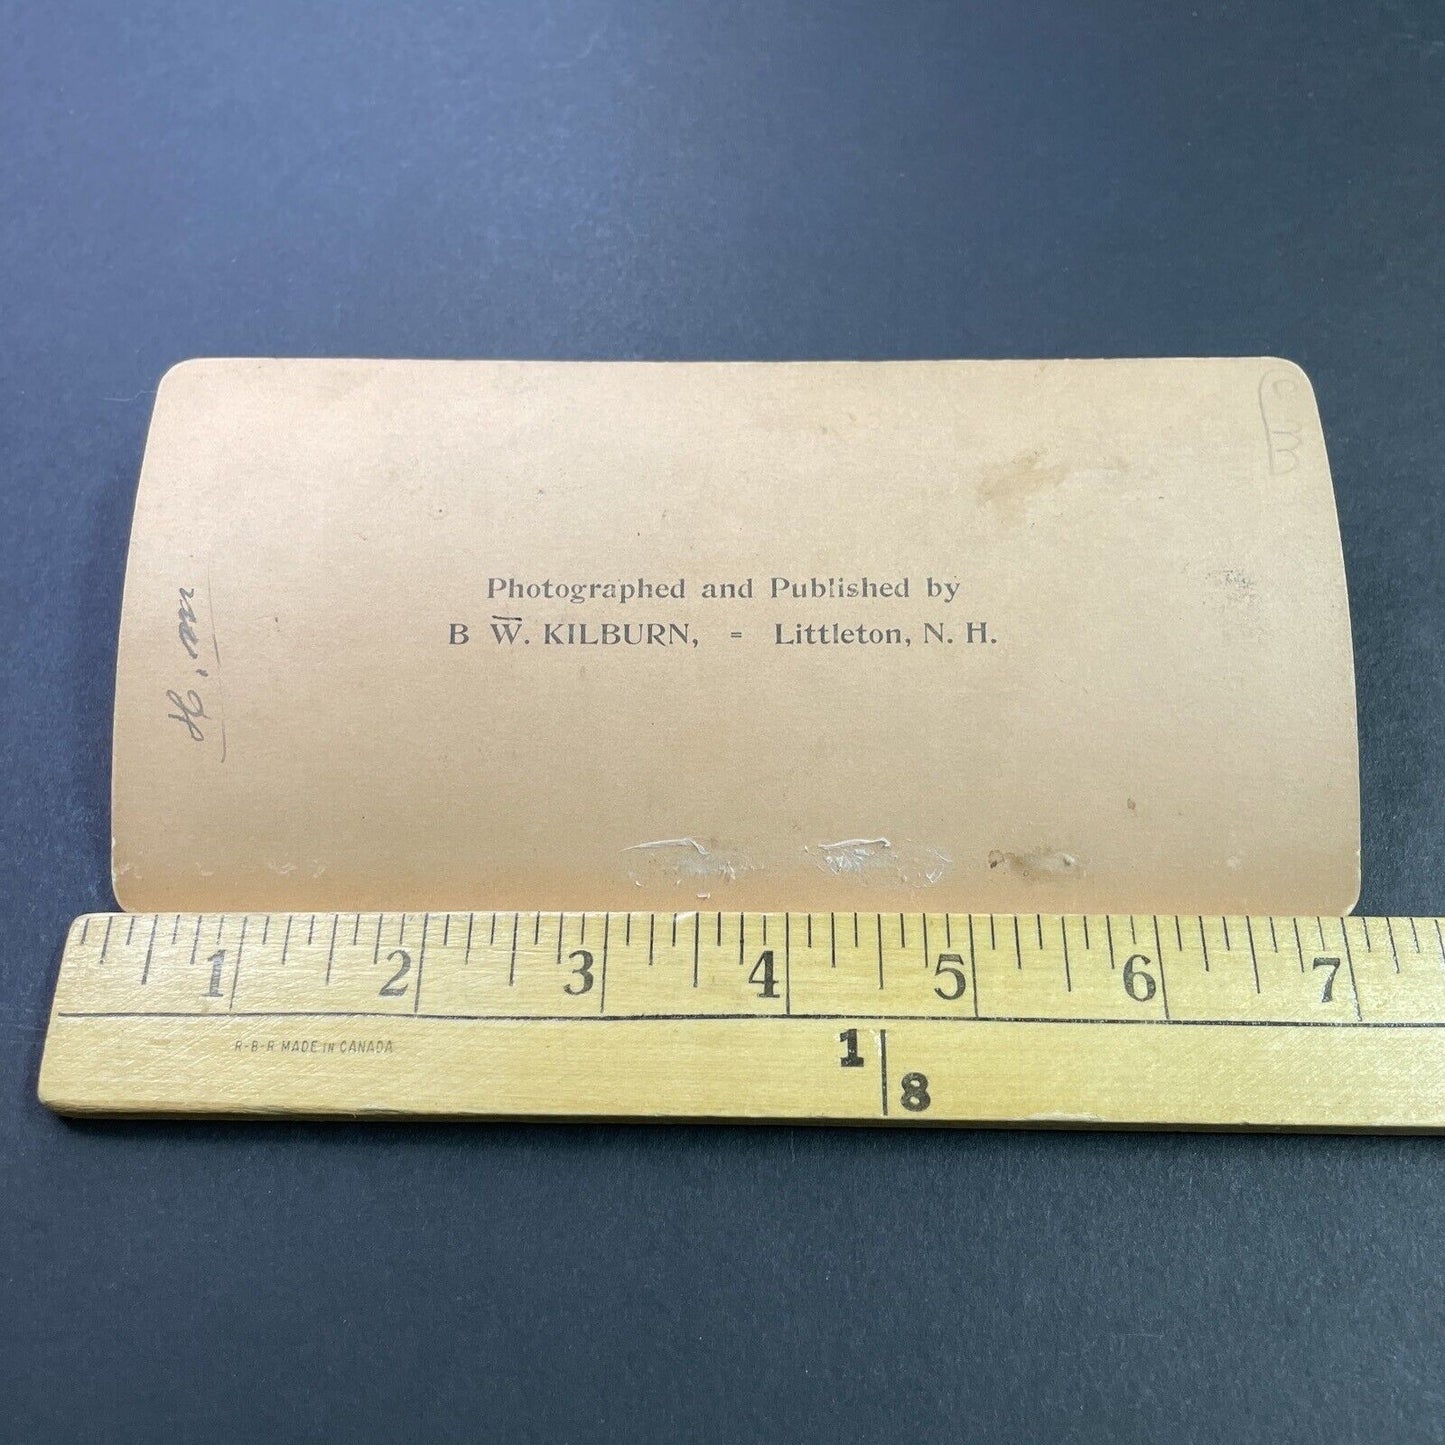 Photographed and Published by
B W. KILBURN, = Littleton, N. H.
1 2 3 4 5 6 7
R-B-R MADE IN CANADA
1
8